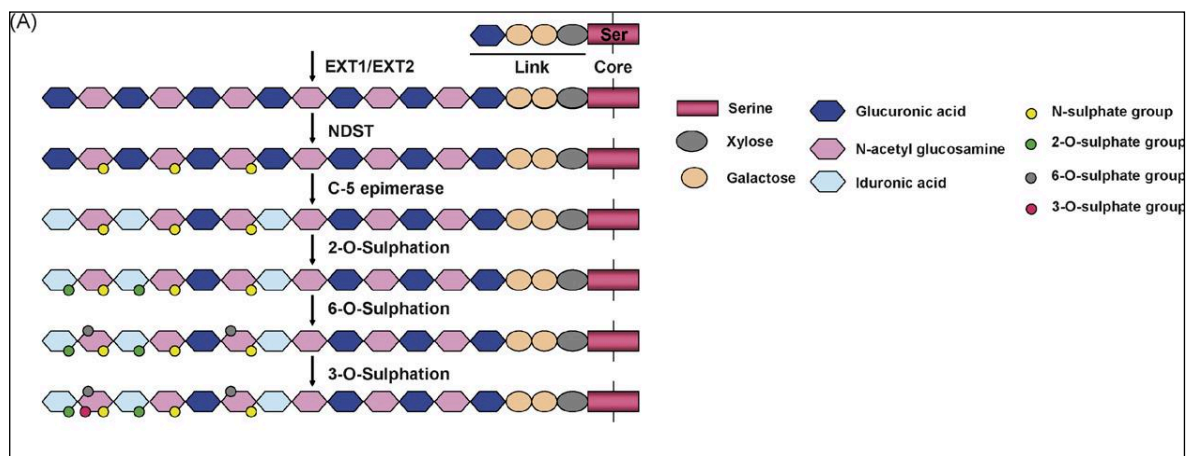 (A)
Ser
EXT1/EXT2
Link
Core
NDST
C-5 epimerase
2-O-Sulphation
6-O-Sulphation
3-O-Sulphation
Serine
Xylose
Galactose
Glucuronic acid
N-acetyl glucosamine
Iduronic acid
N-sulphate group
2-O-sulphate group
6-O-sulphate group
3-O-sulphate group